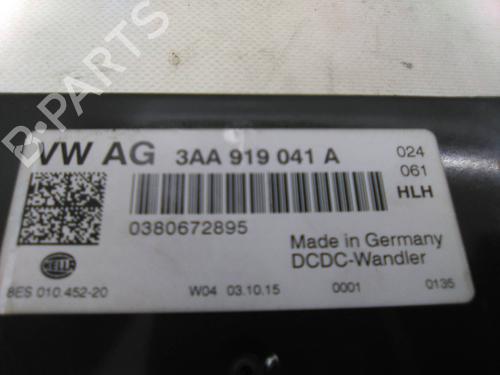 B-PARTS
VW AG 3AA 919 041 A 024
061
HLH
0380672895
Made in Germany
DCDC-Wandler
HELLA
8ES 010.452-20 W04 03.10.15 0001 0135